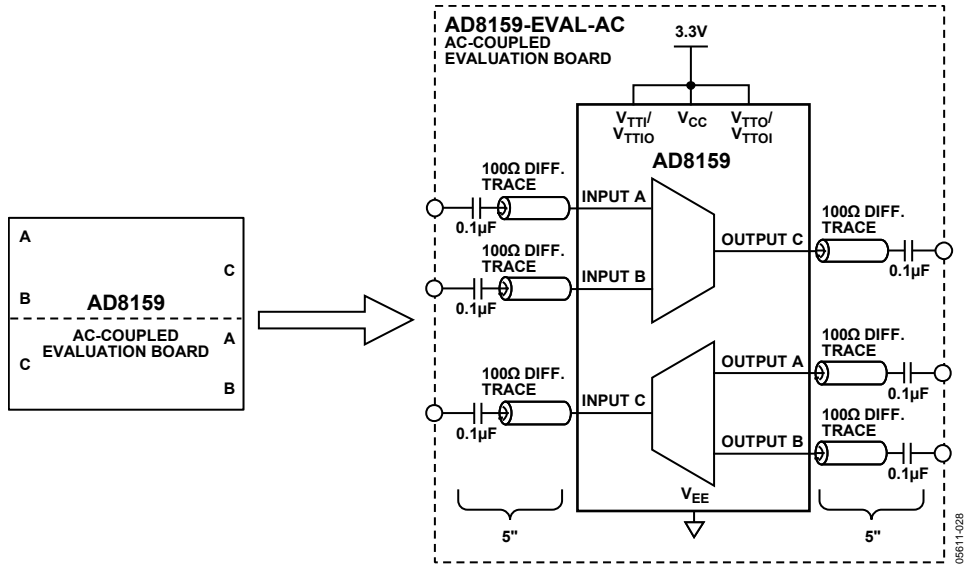 A
B
C
AD8159
AC-COUPLED
EVALUATION BOARD
C
A
B
AD8159-EVAL-AC
AC-COUPLED
EVALUATION BOARD
3.3V
VTTI/
VTTIO
VCC
VTTO/
VTTOI
AD8159
100Ω DIFF.
TRACE
0.1µF
INPUT A
100Ω DIFF.
TRACE
0.1µF
INPUT B
100Ω DIFF.
TRACE
0.1µF
INPUT C
OUTPUT C
100Ω DIFF.
TRACE
0.1µF
OUTPUT A
100Ω DIFF.
TRACE
0.1µF
OUTPUT B
100Ω DIFF.
TRACE
0.1µF
VEE
5"
5"
05611-028